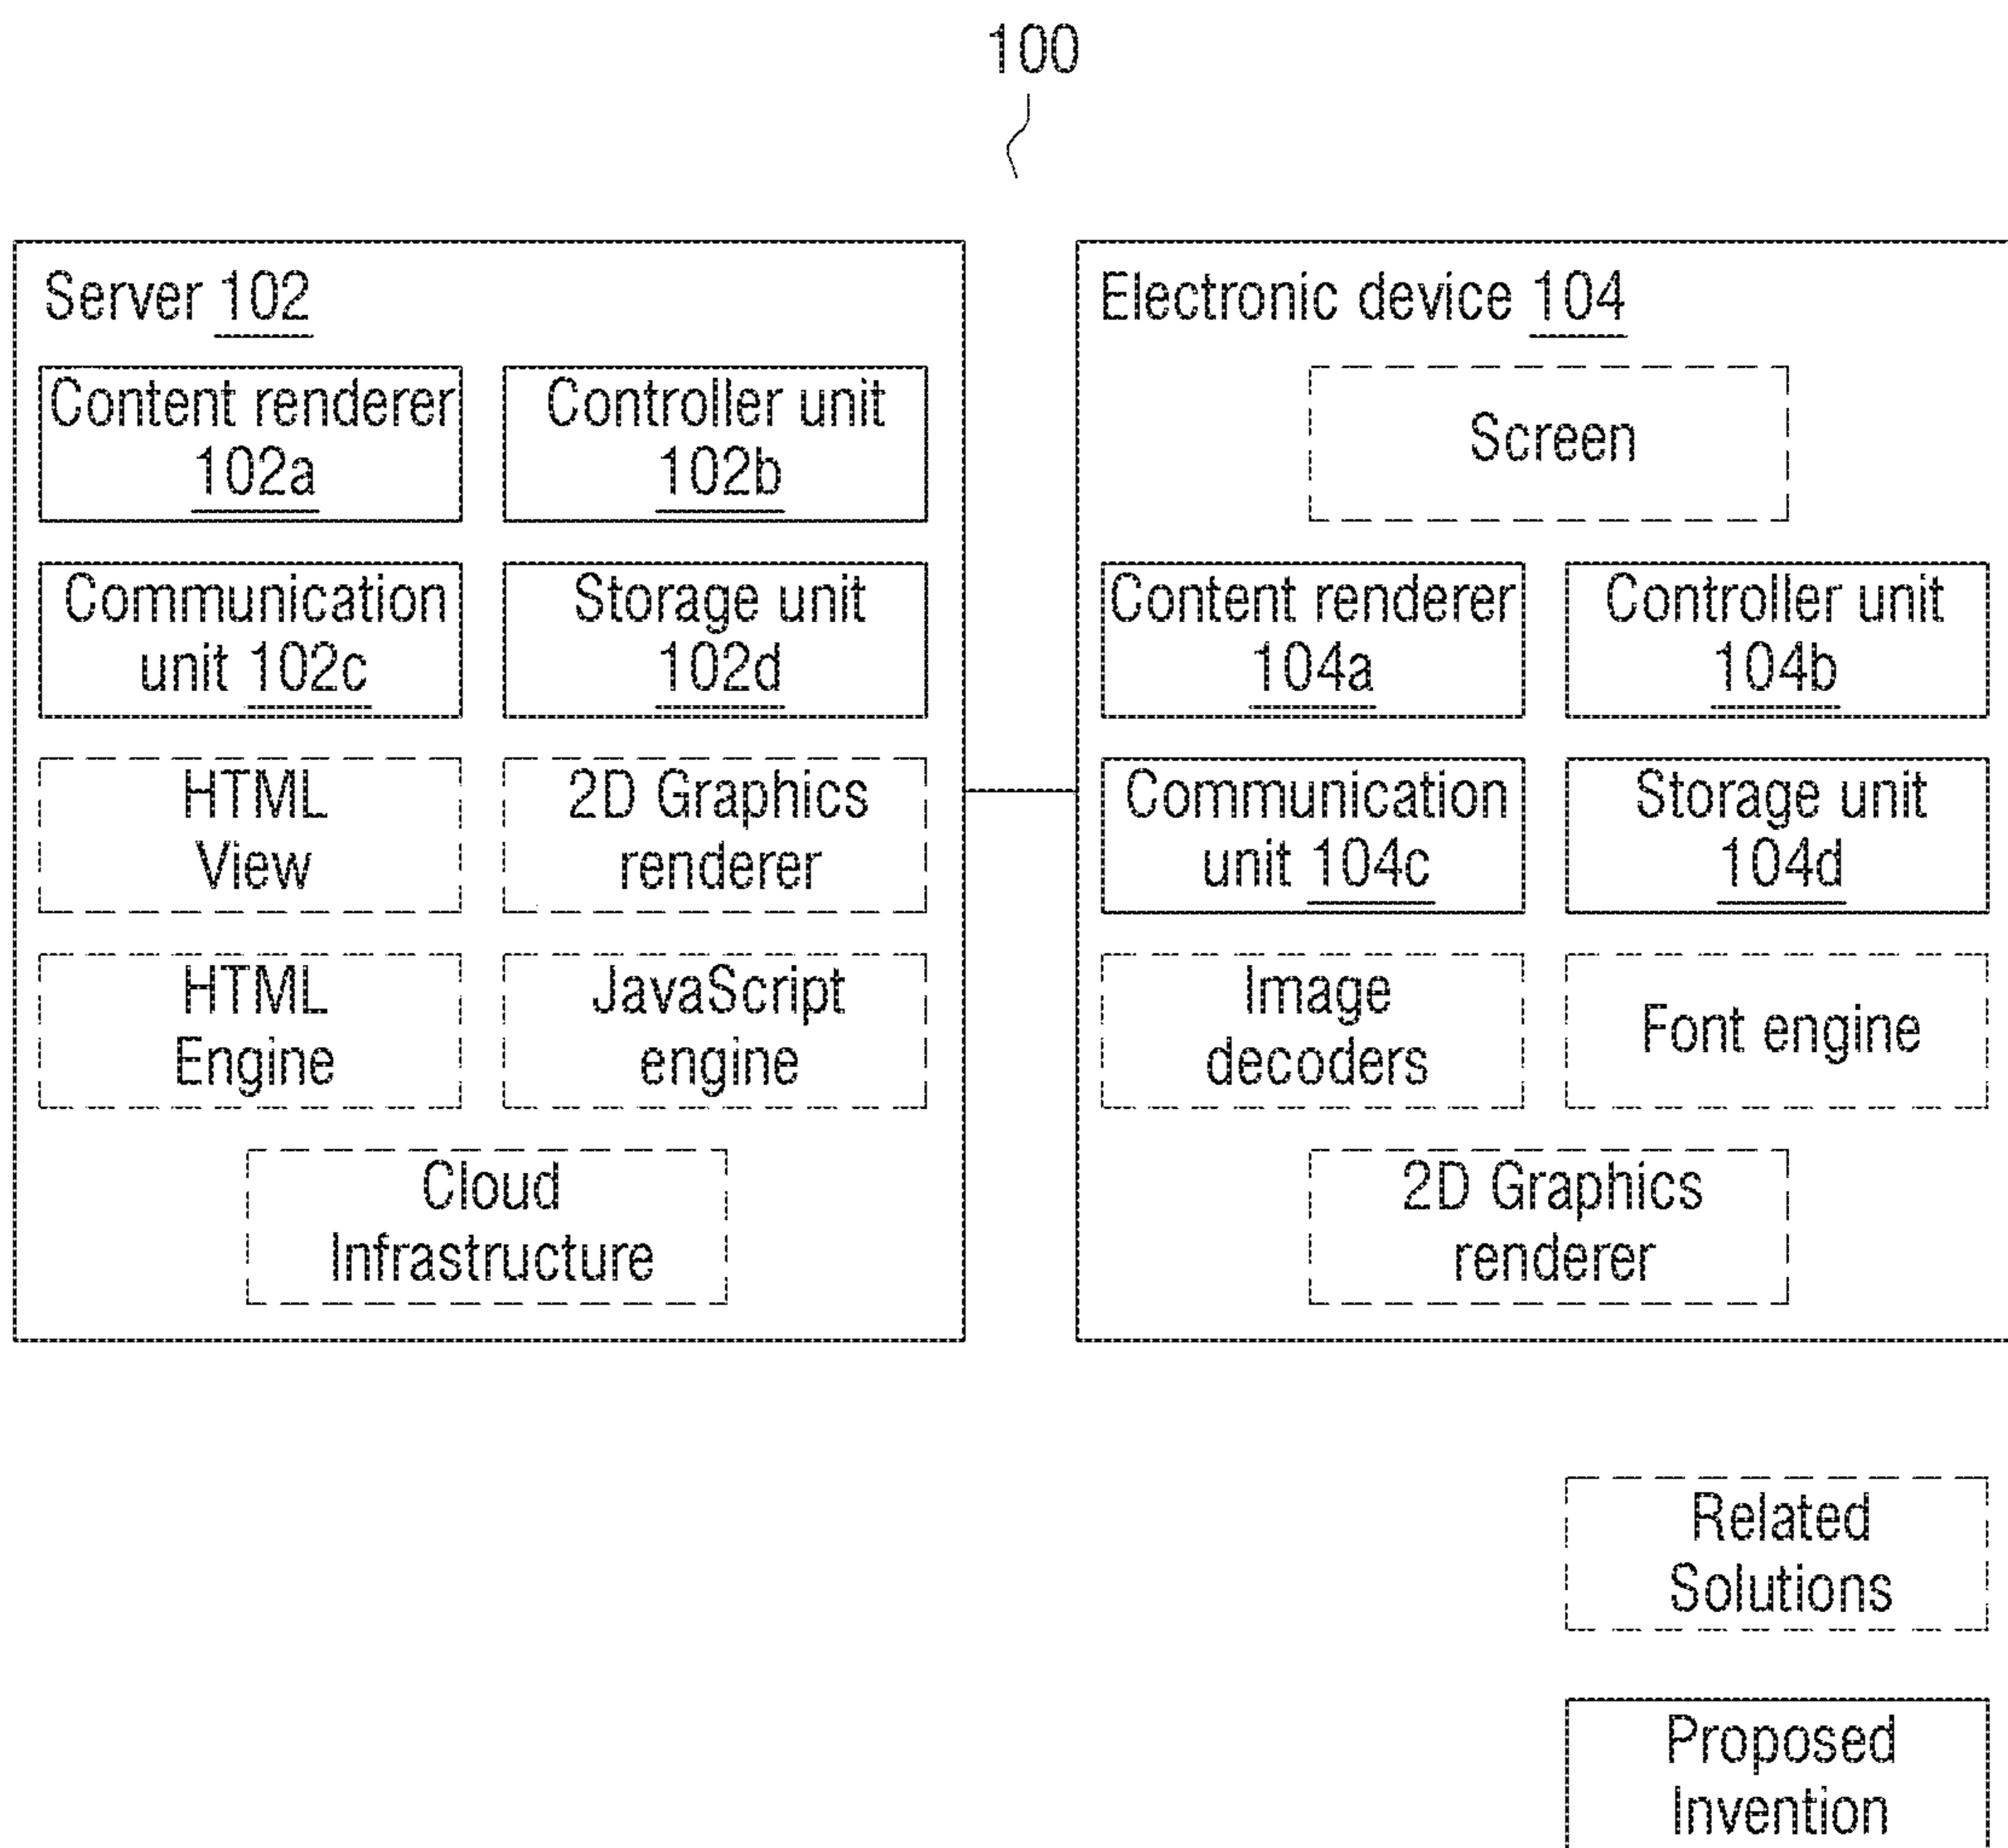 100
Server 102
Content renderer
102a
Controller unit
102b
Communication
unit 102c
Storage unit
102d
HTML
View
2D Graphics
renderer
HTML
Engine
JavaScript
engine
Cloud
Infrastructure
Electronic device 104
Screen
Content renderer
104a
Controller unit
104b
Communication
unit 104c
Storage unit
104d
Image
decoders
Font engine
2D Graphics
renderer
Related
Solutions
Proposed
Invention